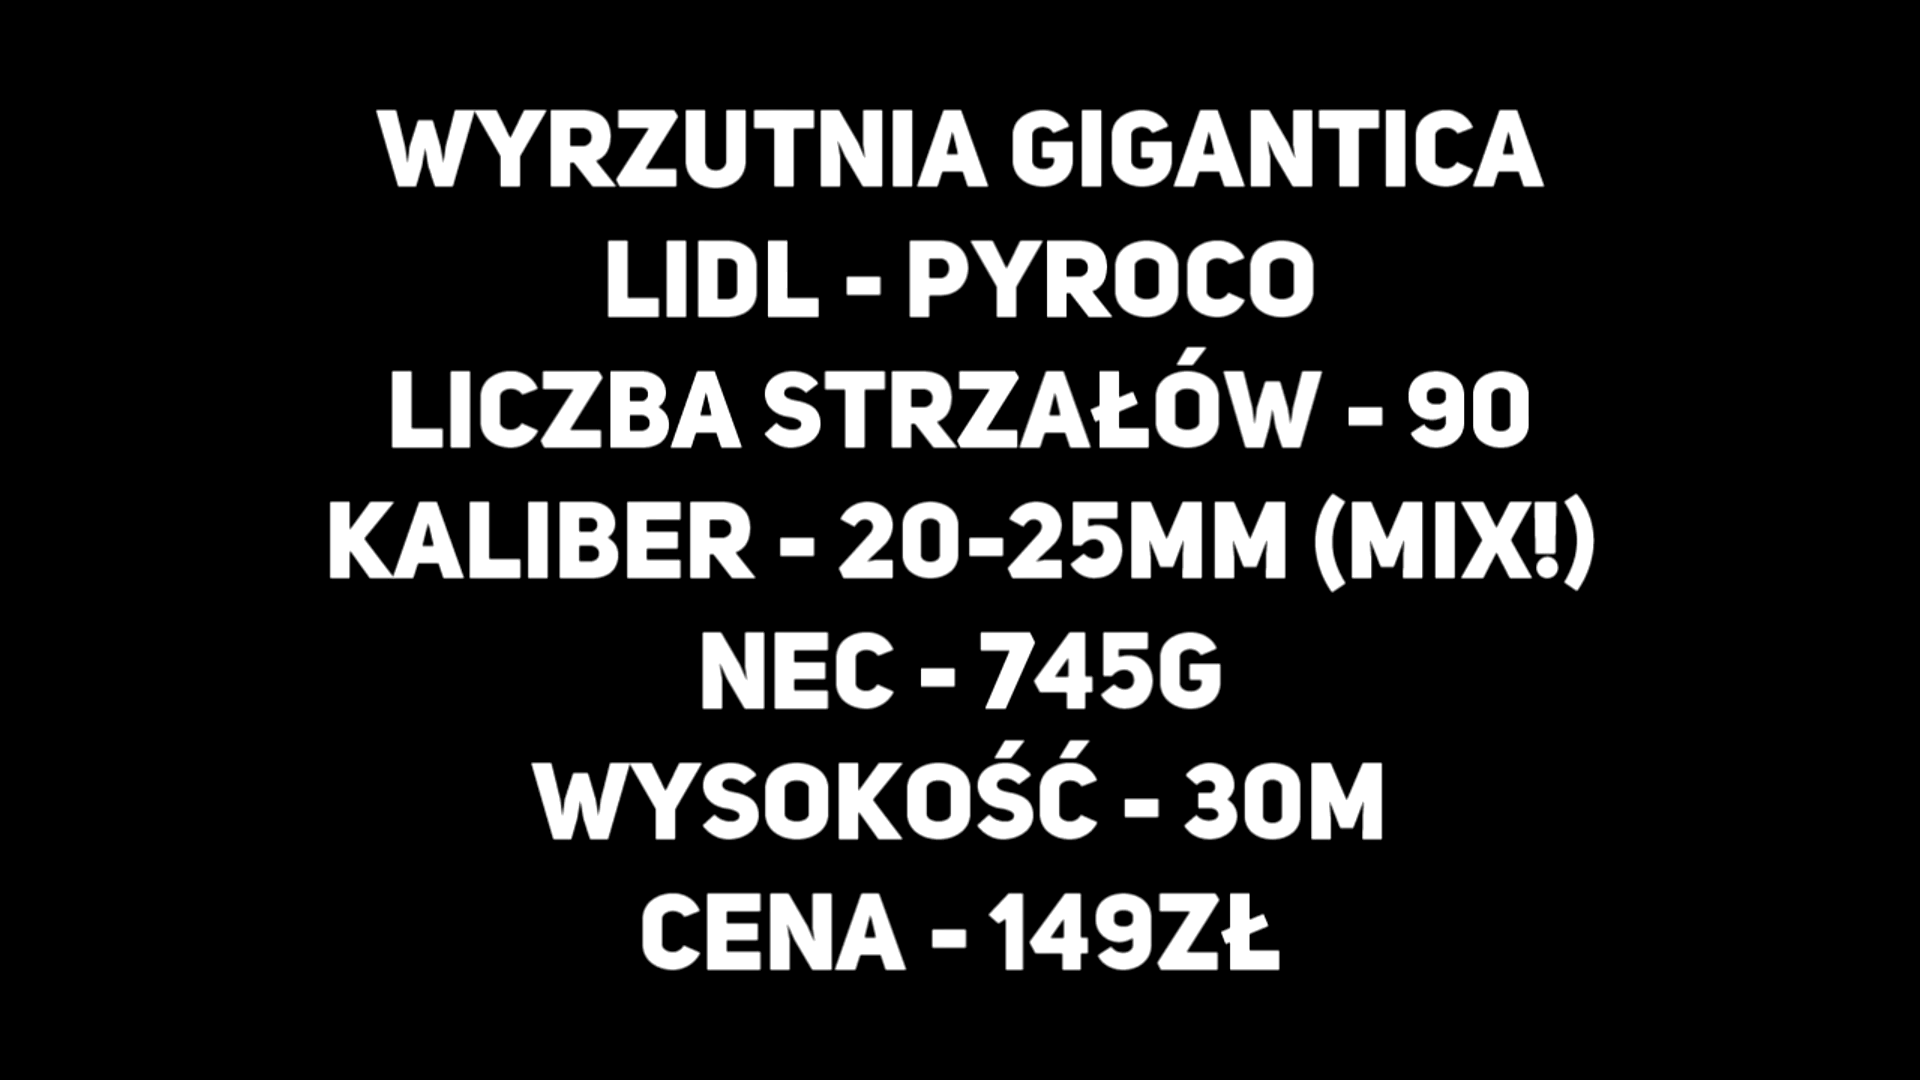 WYRZUTNIA GIGANTICA
LIDL - PYROCO
LICZBA STRZAŁÓW - 90
KALIBER - 20-25MM (MIX!)
NEC - 745G
WYSOKOŚĆ - 30M
CENA - 149ZŁ